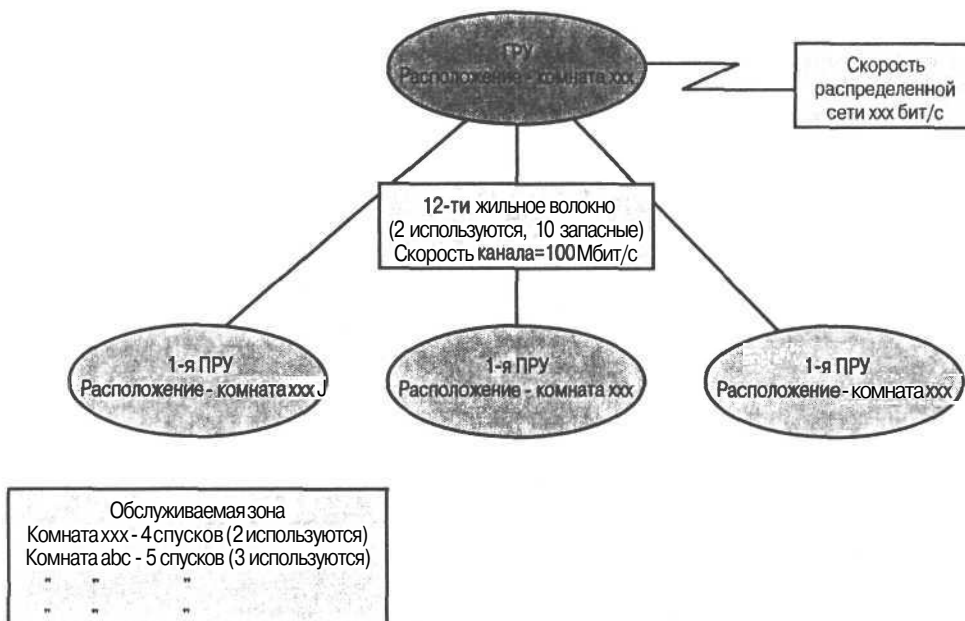 ГРУ
Расположение - комната xxx
Скорость
распределенной
сети xxx бит/с
12-ти жильное волокно
(2 используются, 10 запасные)
Скорость канала=100 Мбит/с
1-я ПРУ
Расположение - комната xxx J
1-я ПРУ
Расположение - комната xxx
1-я ПРУ
Расположение - комната xxx
Обслуживаемая зона
Комната xxx - 4 спусков (2 используются)
Комната abc - 5 спусков (3 используются)
" " "
" " "